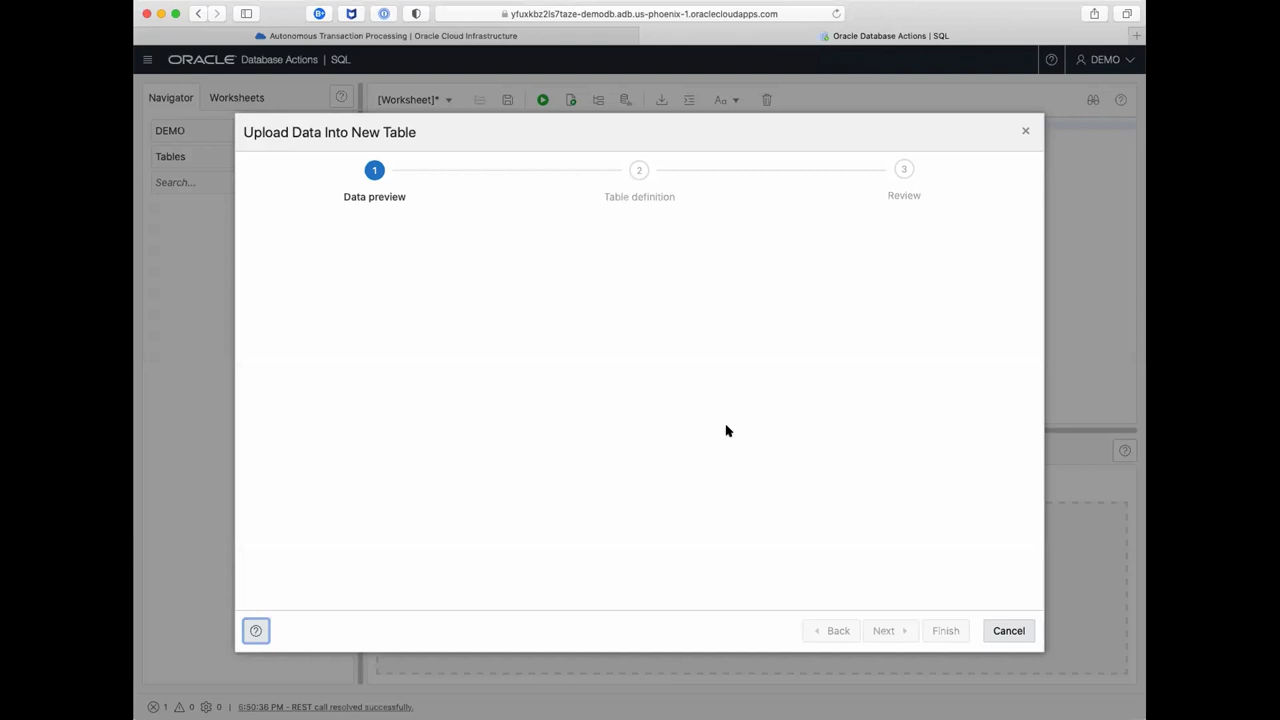 yfuxkbz2ls7taze-demodb.adb.us-phoenix-1.oraclecloudapps.com
Autonomous Transaction Processing | Oracle Cloud Infrastructure
Oracle Database Actions | SQL
ORACLE Database Actions | SQL
DEMO
Navigator
Worksheets
[Worksheet]*
Aa
DEMO
Tables
Search...
Upload Data Into New Table
1
2
3
Data preview
Table definition
Review
Back
Next
Finish
Cancel
1
0
0
| 6:50:36 PM - REST call resolved successfully.